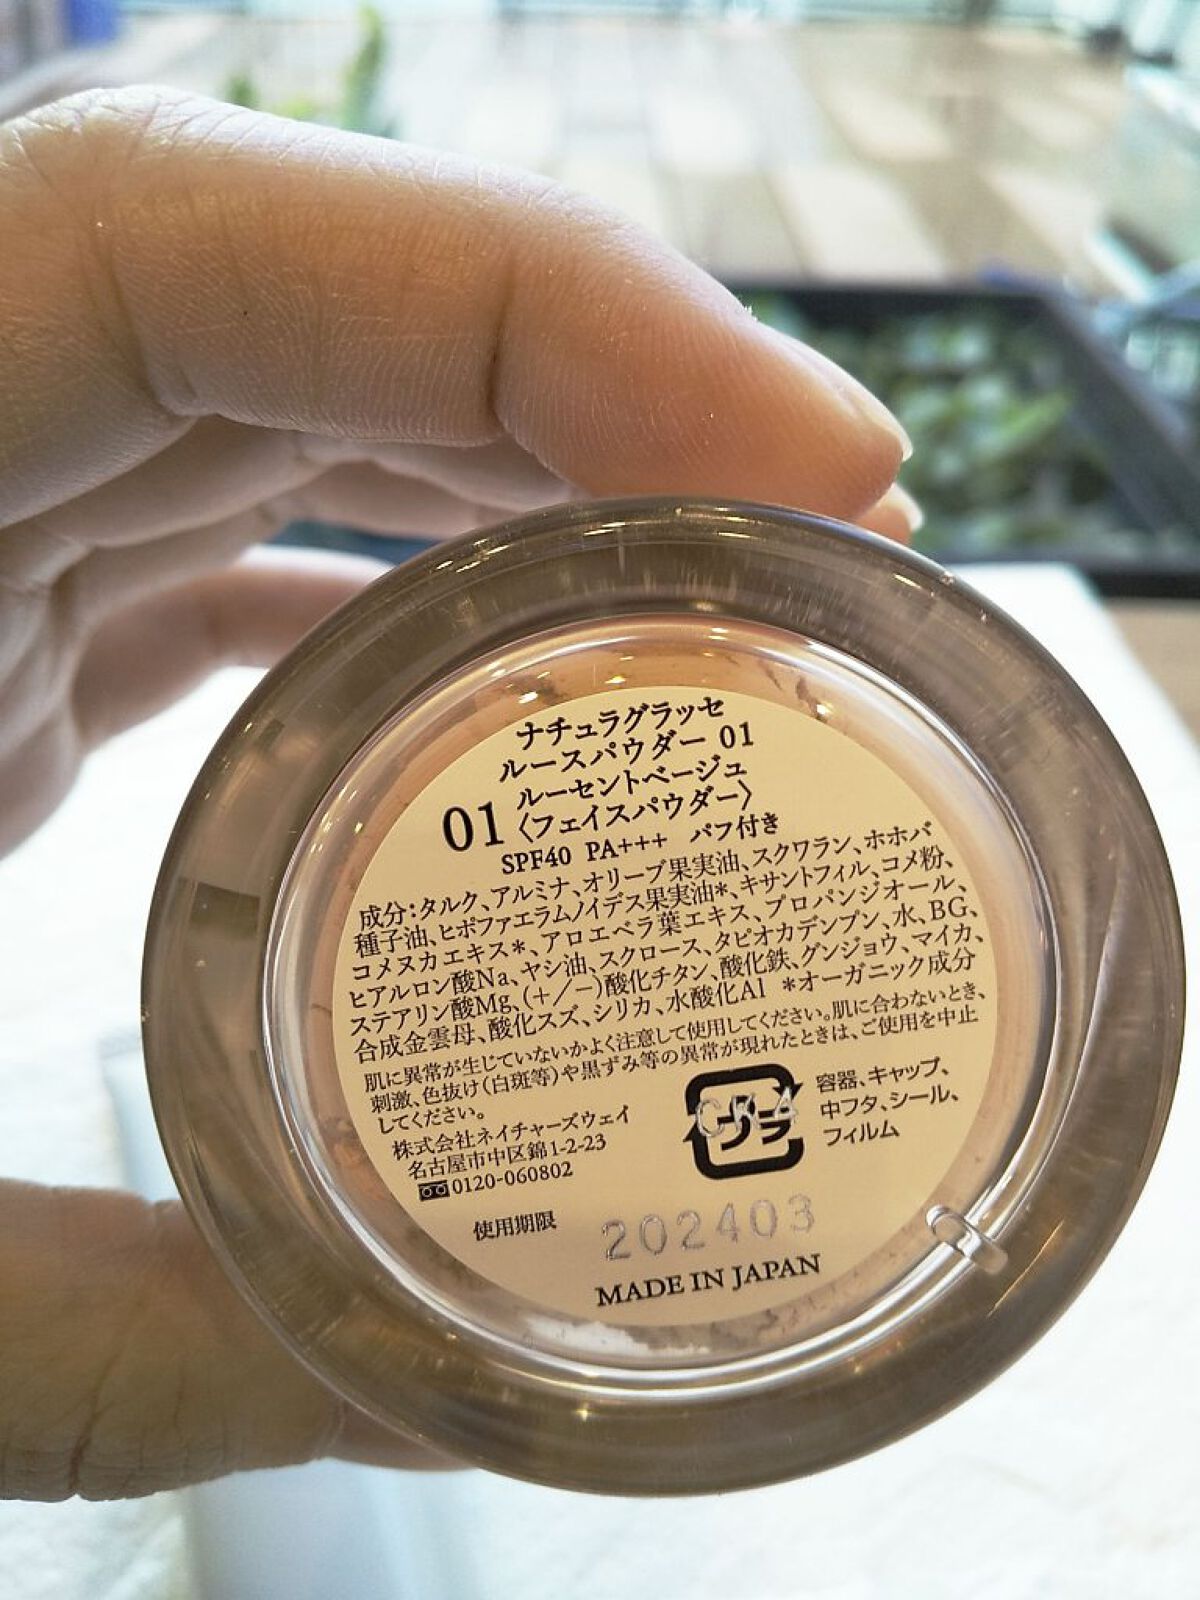 ナチュラグラッセ
ルースパウダー 01
01 ルーセントベージュ
〈フェイスパウダー〉
SPF40 PA+++ パフ付き
成分:タルク、アルミナ、オリーブ果実油、スクワラン、ホホバ
種子油、ヒポファエラムノイデス果実油*、キサントフィル、コメ粉、
コメヌカエキス*、アロエベラ葉エキス、プロパンジオール、
ヒアルロン酸Na、ヤシ油、スクロース、タピオカデンプン、水、BG、
ステアリン酸Mg、(+/-)酸化チタン、酸化鉄、グンジョウ、マイカ、
合成金雲母、酸化スズ、シリカ、水酸化Al *オーガニック成分
肌に異常が生じていないかよく注意して使用してください。肌に合わないとき、
刺激、色抜け(白斑等)や黒ずみ等の異常が現れたときは、ご使用を中止
してください。
株式会社ネイチャーズウェイ
名古屋市中区錦1-2-23
0120-060802
プラ
容器、キャップ、
中フタ、シール、
フィルム
使用期限 202403
MADE IN JAPAN